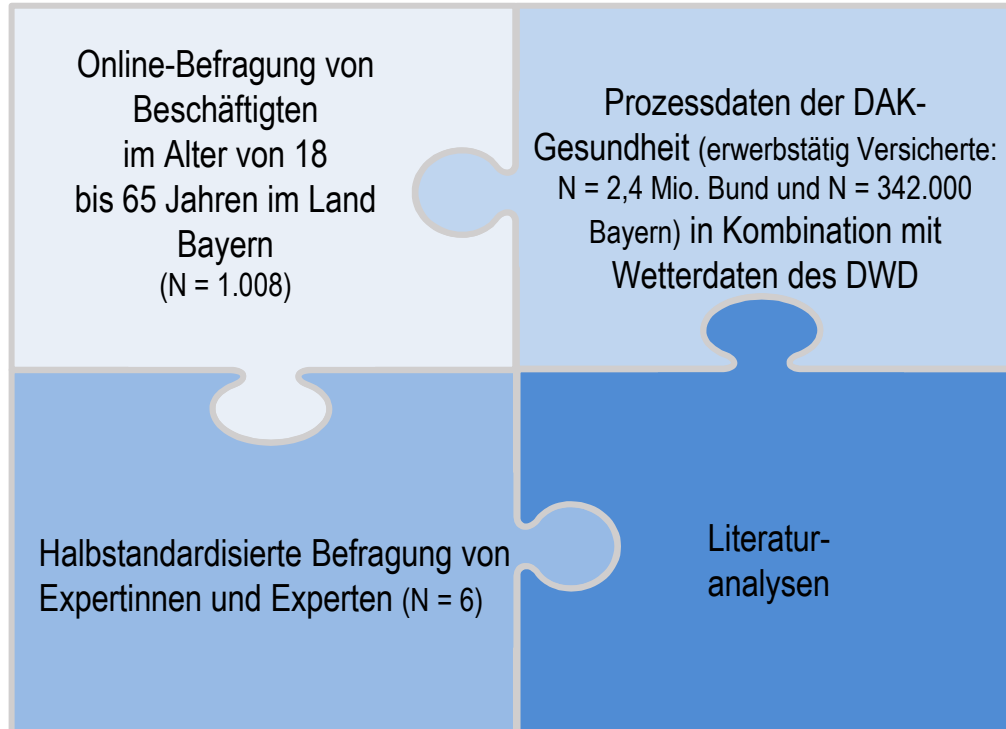 Online-Befragung von
Beschäftigten
im Alter von 18
bis 65 Jahren im Land
Bayern
(N = 1.008)
Prozessdaten der DAK-
Gesundheit (erwerbstätig Versicherte:
N = 2,4 Mio. Bund und N = 342.000
Bayern) in Kombination mit
Wetterdaten des DWD
Halbstandardisierte Befragung von
Expertinnen und Experten (N = 6)
Literatur-
analysen